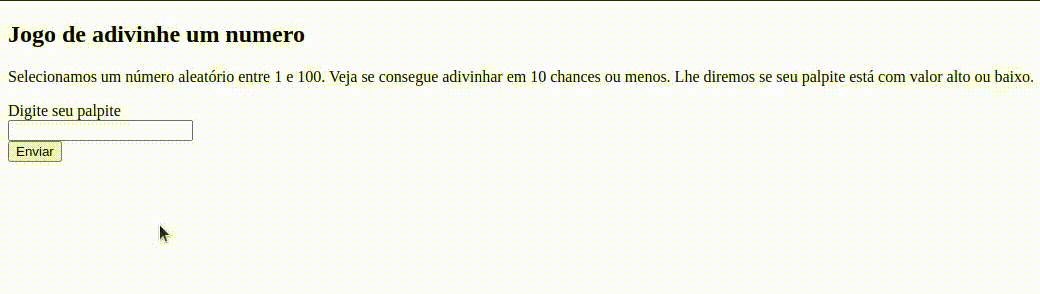 Jogo de adivinhe um numero
Selecionamos um número aleatório entre 1 e 100. Veja se consegue adivinhar em 10 chances ou menos. Lhe diremos se seu palpite está com valor alto ou baixo.
Digite seu palpite
Enviar